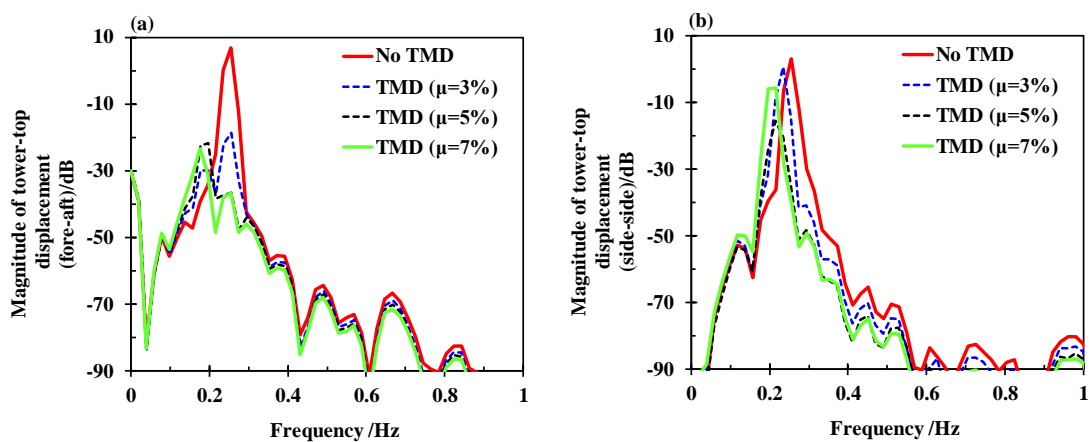 (a)
Magnitude of tower-top
displacement
(fore-aft)/dB
10
-10
-30
-50
-70
-90
No TMD
TMD (μ=3%)
TMD (μ=5%)
TMD (μ=7%)
0
0.2
0.4
0.6
0.8
1
Frequency /Hz
(b)
Magnitude of tower-top
displacement
(side-side)/dB
10
-10
-30
-50
-70
-90
No TMD
TMD (μ=3%)
TMD (μ=5%)
TMD (μ=7%)
0
0.2
0.4
0.6
0.8
1
Frequency /Hz